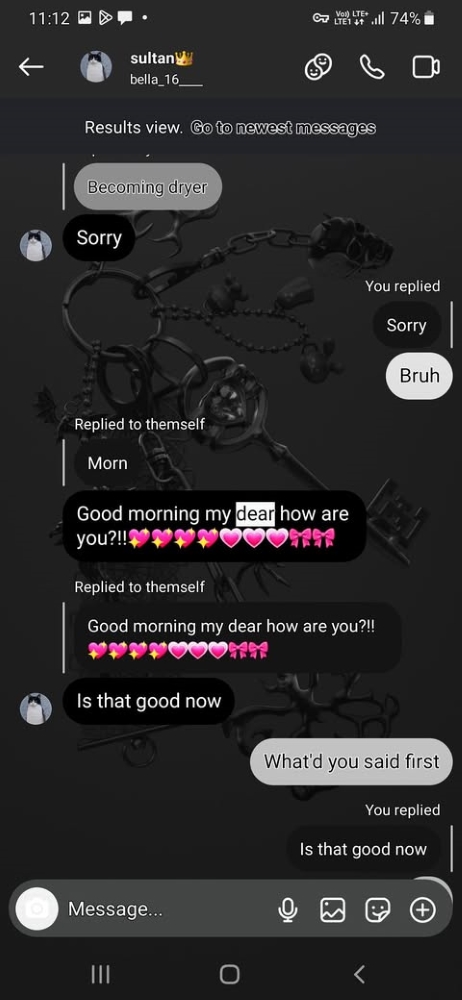 11:12
Vo) LTE+
LTE1
74%
sultan👑
bella_16____
Results view. Go to newest messages
Becoming dryer
Sorry
You replied
Sorry
Bruh
Replied to themself
Morn
Good morning my dear how are
you?!!💖💖💖💖💗💗💗🎀🎀
Replied to themself
Good morning my dear how are you?!!
💖💖💖💖💗💗💗🎀🎀
Is that good now
What'd you said first
You replied
Is that good now
Message...